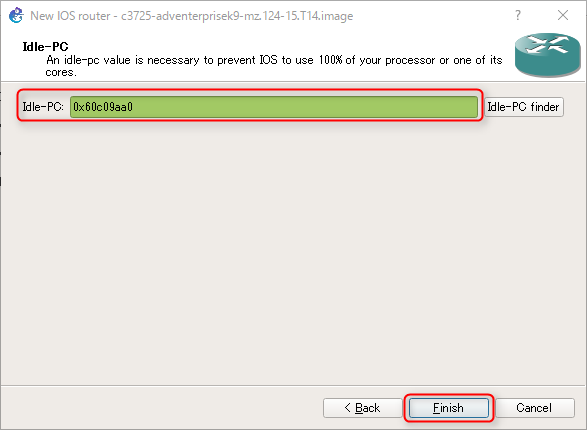 New IOS router - c3725-adventerprisek9-mz.124-15.T14.image
Idle-PC
An idle-pc value is necessary to prevent IOS to use 100% of your processor or one of its
cores.
Idle-PC: 0x60c09aa0 Idle-PC finder
< Back Finish Cancel